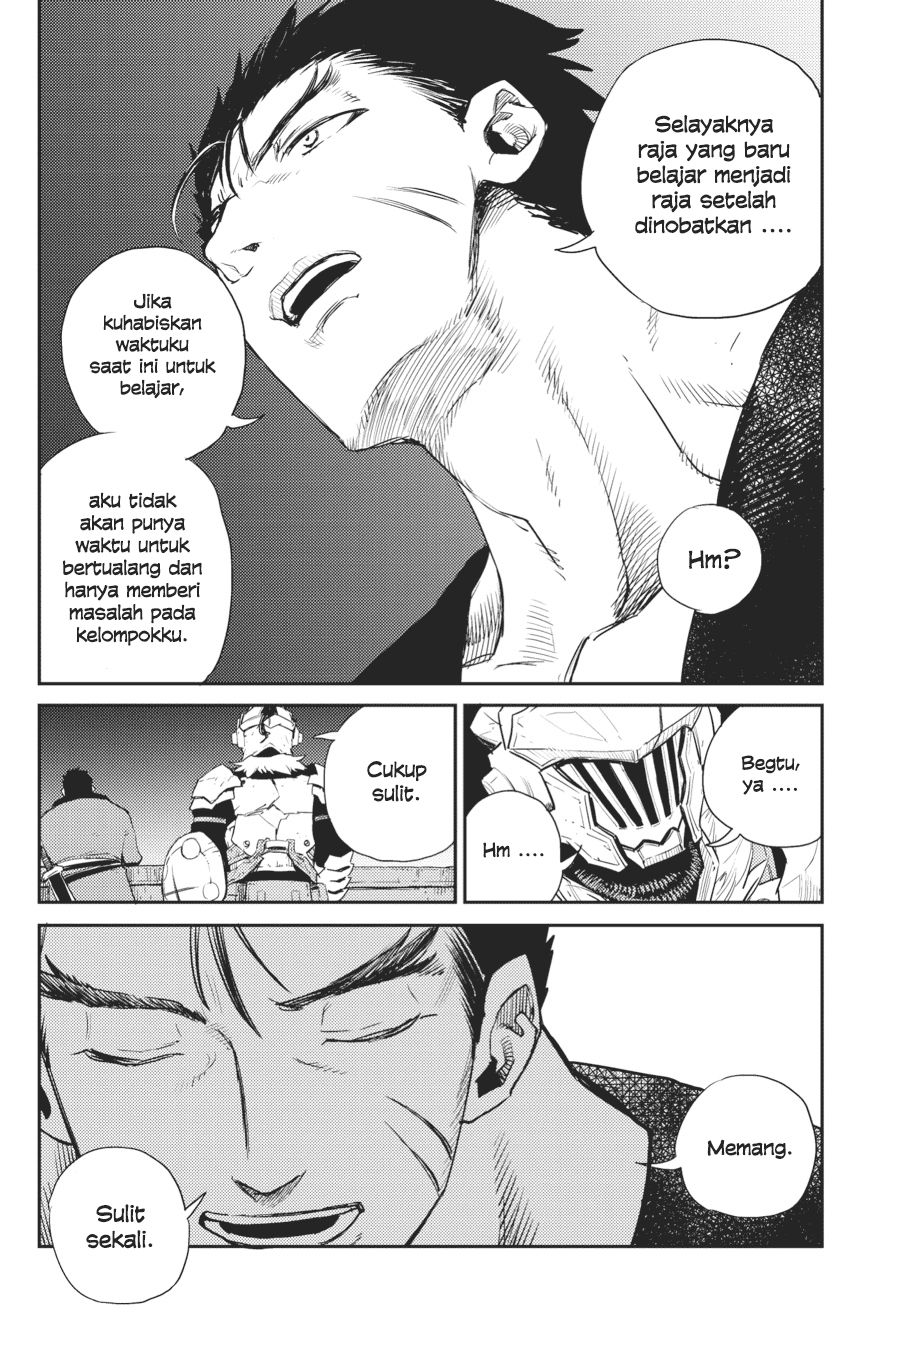 Selayaknya
raja yang baru
belajar menjadi
raja setelah
dinobatkan ....
Jika
kuhabiskan
waktuku
saat ini untuk
belajar,
aku tidak
akan punya
waktu untuk
bertualang dan
hanya memberi
masalah pada
kelompokku.
Hm?
Begtu,
ya ....
Hm ....
Cukup
sulit.
Memang.
Sulit
sekali.